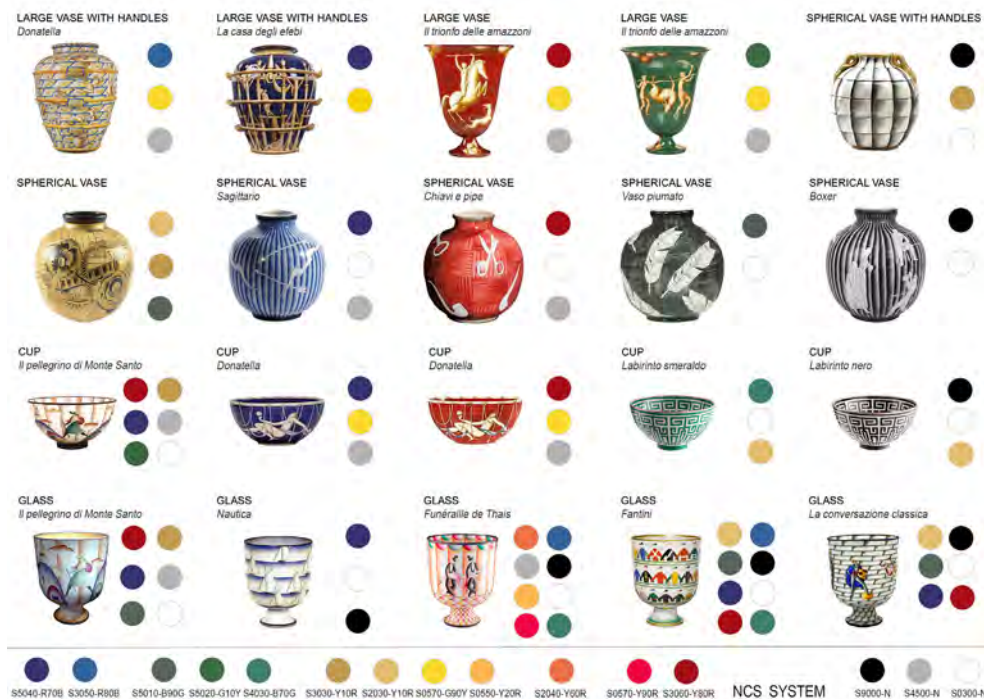 LARGE VASE WITH HANDLES
Donatella
LARGE VASE WITH HANDLES
La casa degli efebi
LARGE VASE
Il trionfo delle amazzoni
LARGE VASE
Il trionfo delle amazzoni
SPHERICAL VASE WITH HANDLES
SPHERICAL VASE
SPHERICAL VASE
Sagittario
SPHERICAL VASE
Chiavi e pipe
SPHERICAL VASE
Vaso piumato
SPHERICAL VASE
Boxer
CUP
Il pellegrino di Monte Santo
CUP
Donatella
CUP
Donatella
CUP
Labirinto smeraldo
CUP
Labirinto nero
GLASS
Il pellegrino di Monte Santo
GLASS
Nautica
GLASS
Funéraille de Thais
GLASS
Fantini
GLASS
La conversazione classica
S5040-R70B S3050-R80B S5010-B90G S5020-G10Y S4030-B70G S3030-Y10R S2030-Y10R S0570-G90Y S0550-Y20R S2040-Y60R S0570-Y90R S3060-Y80R NCS SYSTEM S9000-N S4500-N S0300-N